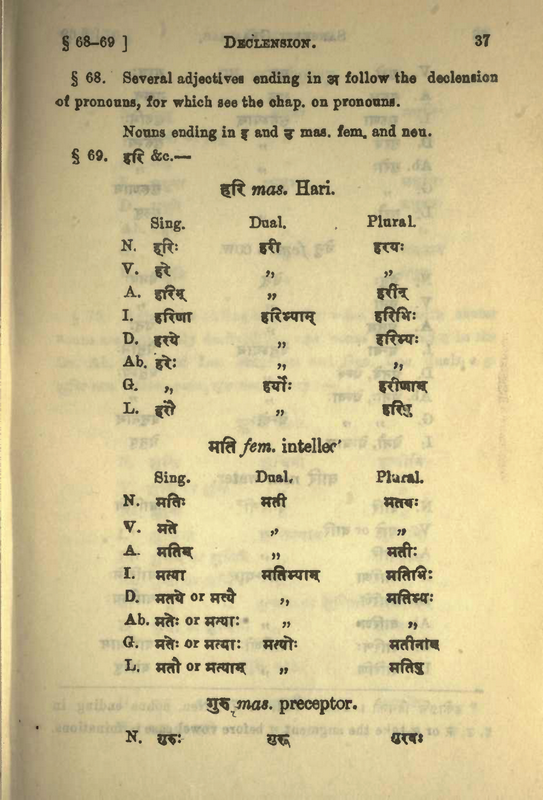 § 68-69 ] DECLENSION. 37
§ 68. Several adjectives ending in अ follow the declension
of pronouns, for which see the chap. on pronouns.
Nouns ending in इ and उ mas. fem. and neu.
§ 69. हरि &c.—
हरि mas. Hari.
Sing. Dual. Plural.
N. हरिः हरी हरयः
V. हरे ,, ,,
A. हरिम् ,, हरीन्
I. हरिणा हरिभ्याम् हरिभिः
D. हरये ,, हरिभ्यः
Ab. हरेः ,, ,,
G. ,, हर्योः हरीणाम्
L. हरौ ,, हरिषु
मति fem. intellec'
Sing. Dual. Plural.
N. मतिः मती मतयः
V. मते ,, ,,
A. मतिम् ,, मतीः
I. मत्या मतिभ्याम् मतिभिः
D. मतये or मत्यै ,, मतिभ्यः
Ab. मतेः or मत्याः ,, ,,
G. मतेः or मत्याः मत्योः मतीनाम्
L. मतौ or मत्याम् ,, मतिषु
गुरु mas. preceptor.
N. गुरुः गुरू गुरवः